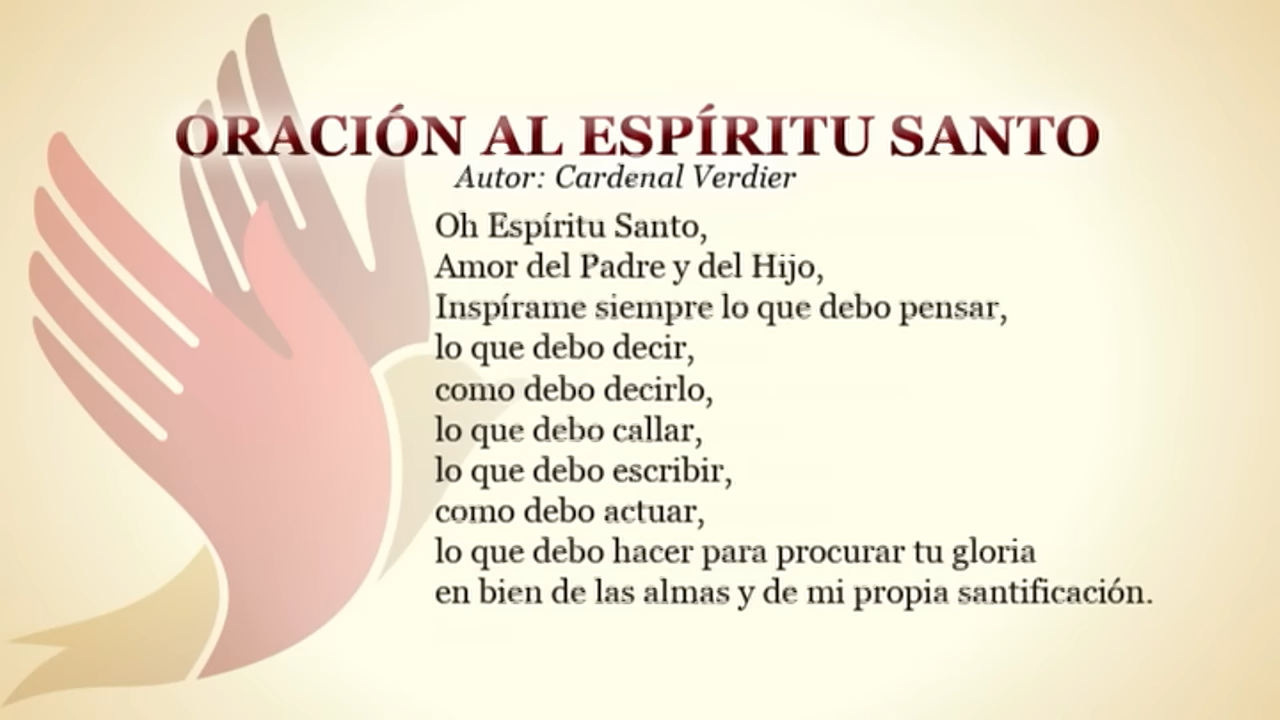 ORACIÓN AL ESPÍRITU SANTO
Autor: Cardenal Verdier
Oh Espíritu Santo,
Amor del Padre y del Hijo,
Inspírame siempre lo que debo pensar,
lo que debo decir,
como debo decirlo,
lo que debo callar,
lo que debo escribir,
como debo actuar,
lo que debo hacer para procurar tu gloria
en bien de las almas y de mi propia santificación.